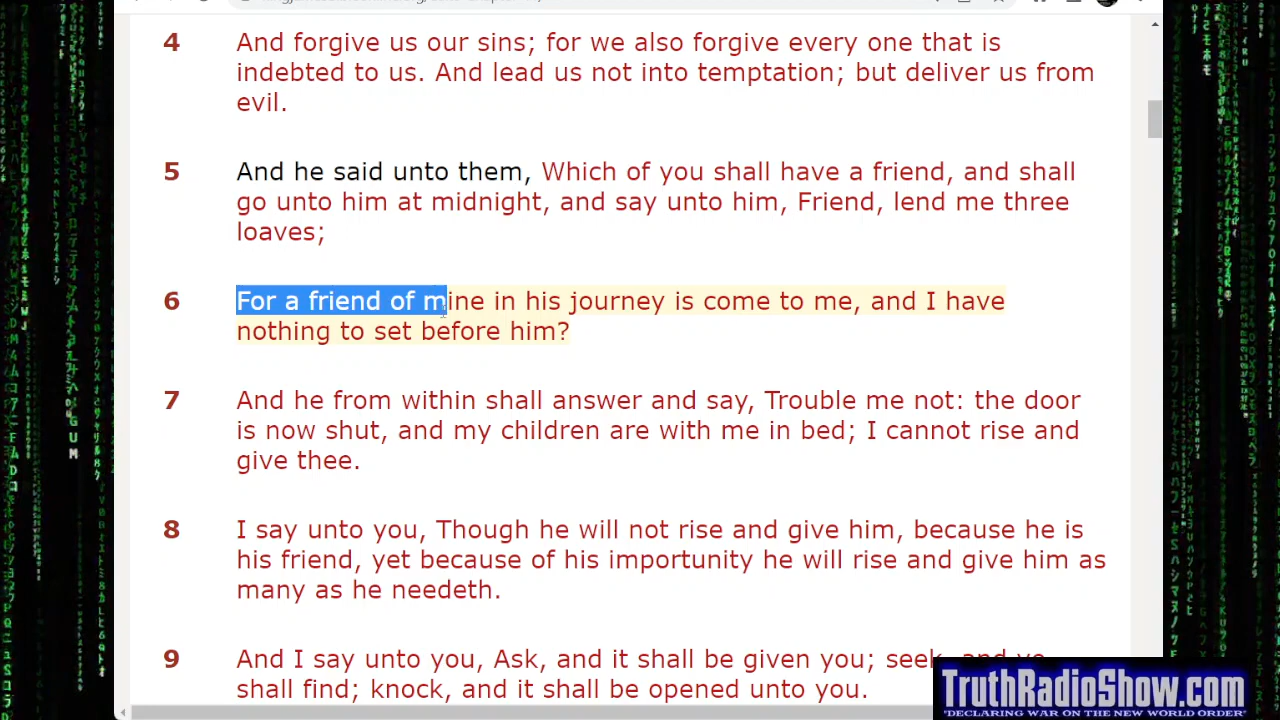 4 And forgive us our sins; for we also forgive every one that is
indebted to us. And lead us not into temptation; but deliver us from
evil.
5 And he said unto them, Which of you shall have a friend, and shall
go unto him at midnight, and say unto him, Friend, lend me three
loaves;
6 For a friend of mine in his journey is come to me, and I have
nothing to set before him?
7 And he from within shall answer and say, Trouble me not: the door
is now shut, and my children are with me in bed; I cannot rise and
give thee.
8 I say unto you, Though he will not rise and give him, because he is
his friend, yet because of his importunity he will rise and give him as
many as he needeth.
9 And I say unto you, Ask, and it shall be given you; seek, and ye
shall find; knock, and it shall be opened unto you.
TruthRadioShow.com
"DECLARING WAR ON THE NEW WORLD ORDER"